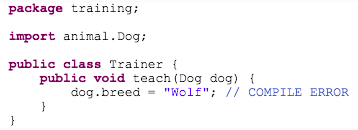 package training;
import animal.Dog;
public class Trainer {
    public void teach(Dog dog) {
        dog.breed = "Wolf"; // COMPILE ERROR
    }
}